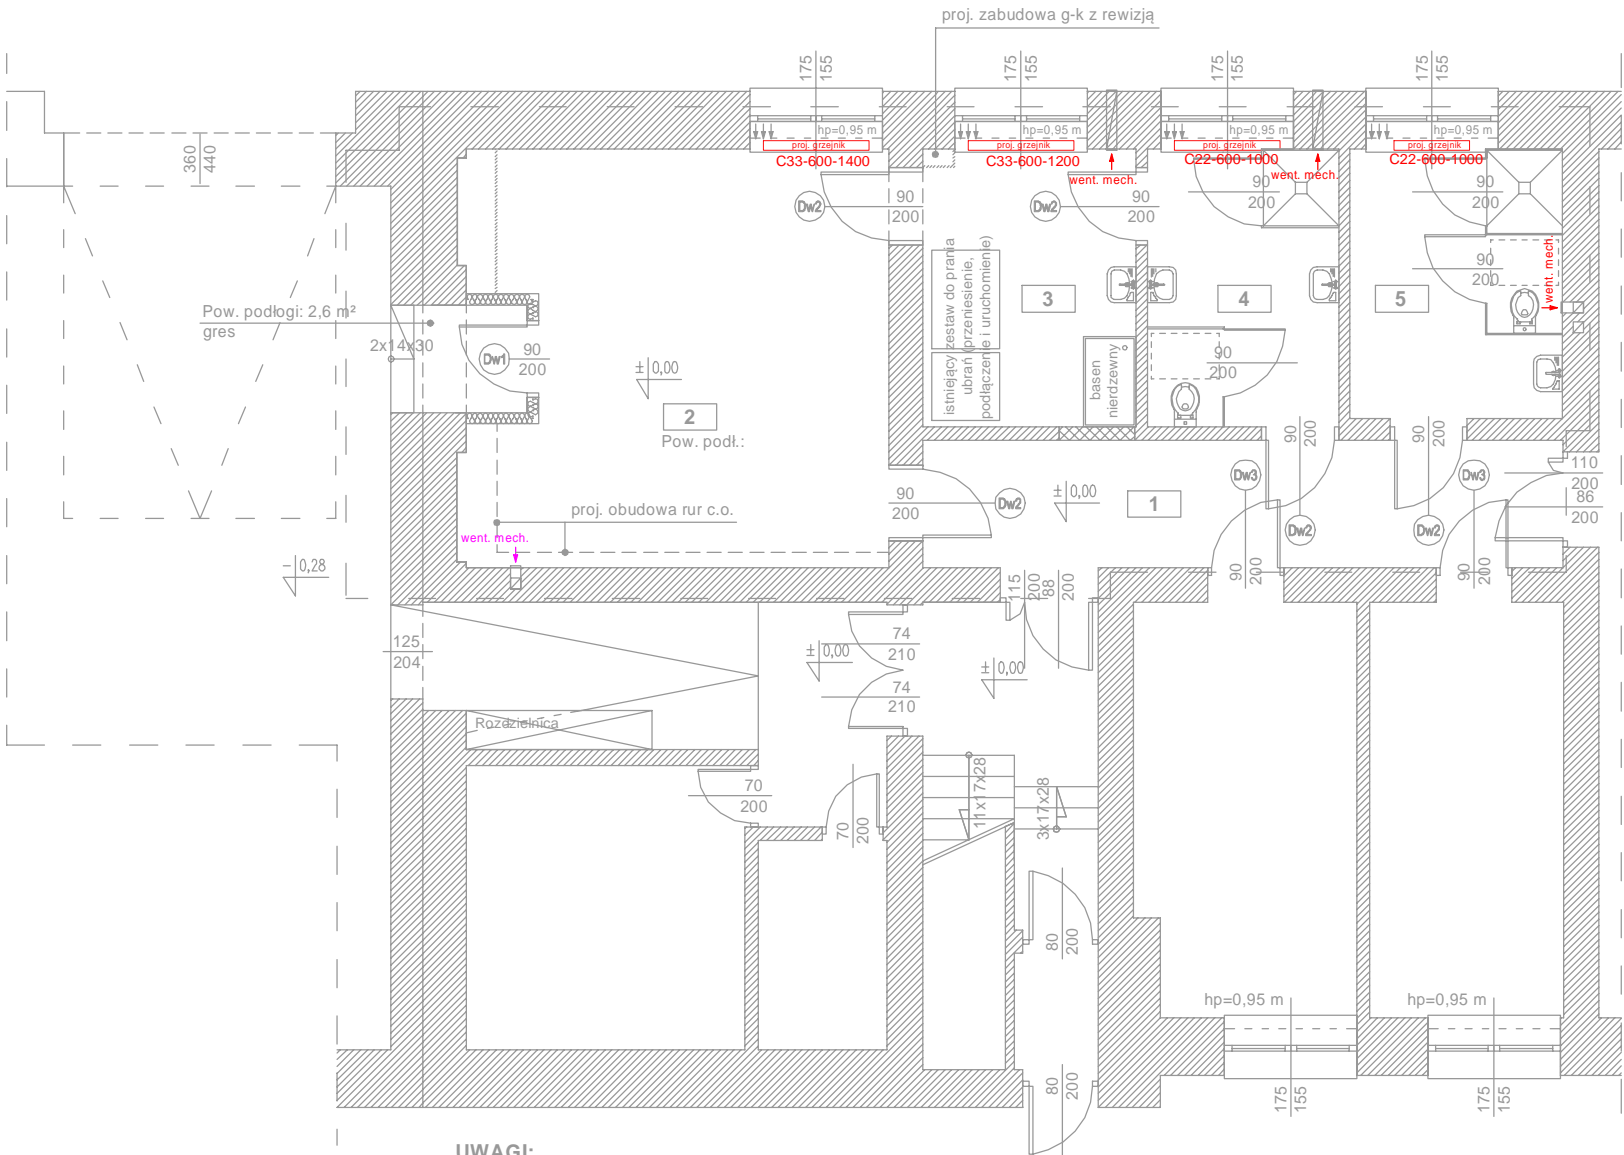 proj. zabudowa g-k z rewizją
175
155
175
155
175
155
175
155
hp=0,95 m
hp=0,95 m
hp=0,95 m
hp=0,95 m
proj. grzejnik
proj. grzejnik
proj. grzejnik
proj. grzejnik
C33-600-1400
C33-600-1200
C22-600-1000
C22-600-1000
went. mech.
went. mech.
360
440
Dw2
90
200
Dw2
90
200
90
200
90
200
istniejący zestaw do prania
ubrań (przeniesienie,
podłączenie i uruchomienie)
3
4
5
90
200
went. mech.
Pow. podłogi: 2,6 m²
gres
2x14x30
Dw1
90
200
± 0,00
2
Pow. podł.:
basen
nierdzewny
90
200
90
200
90
200
Dw3
Dw3
110
200
86
200
90
200
Dw2
± 0,00
1
proj. obudowa rur c.o.
went. mech.
Dw2
Dw2
− 0,28
90
200
90
200
115
200
88
200
125
204
74
210
± 0,00
74
210
± 0,00
Rozdzielnica
70
200
70
200
11x17x28
3x17x28
80
200
hp=0,95 m
hp=0,95 m
80
200
175
155
175
155
UWAGI: